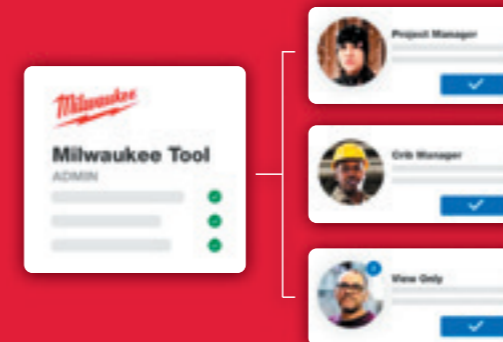 Milwaukee
Milwaukee Tool
ADMIN
Project Manager
Crib Manager
View Only